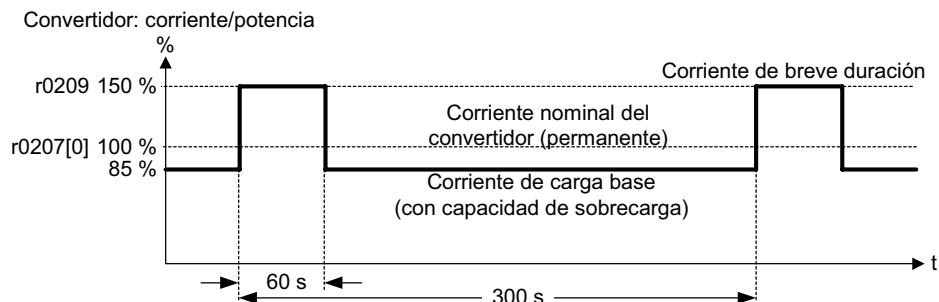 Convertidor: corriente/potencia
%
r0209 150 %
Corriente de breve duración
Corriente nominal del
convertidor (permanente)
r0207[0] 100 %
85 %
Corriente de carga base
(con capacidad de sobrecarga)
t
60 s
300 s